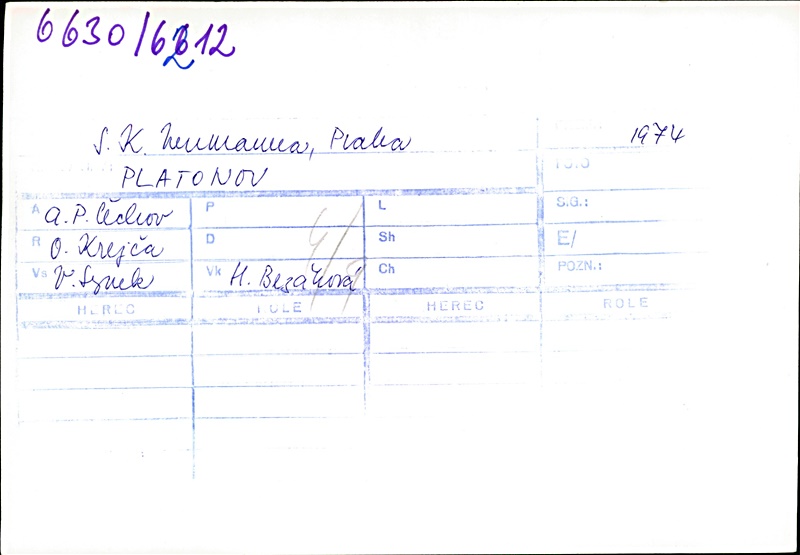 6630/6212
S. K. Neumanna, Praha 1974
PLATONOV
A A. P. Čechov P L S.G.:
R O. Krejča D Sh E/
Vs V. Synek Vk H. Bezáková Ch POZN.:
HEREC ROLE HEREC ROLE